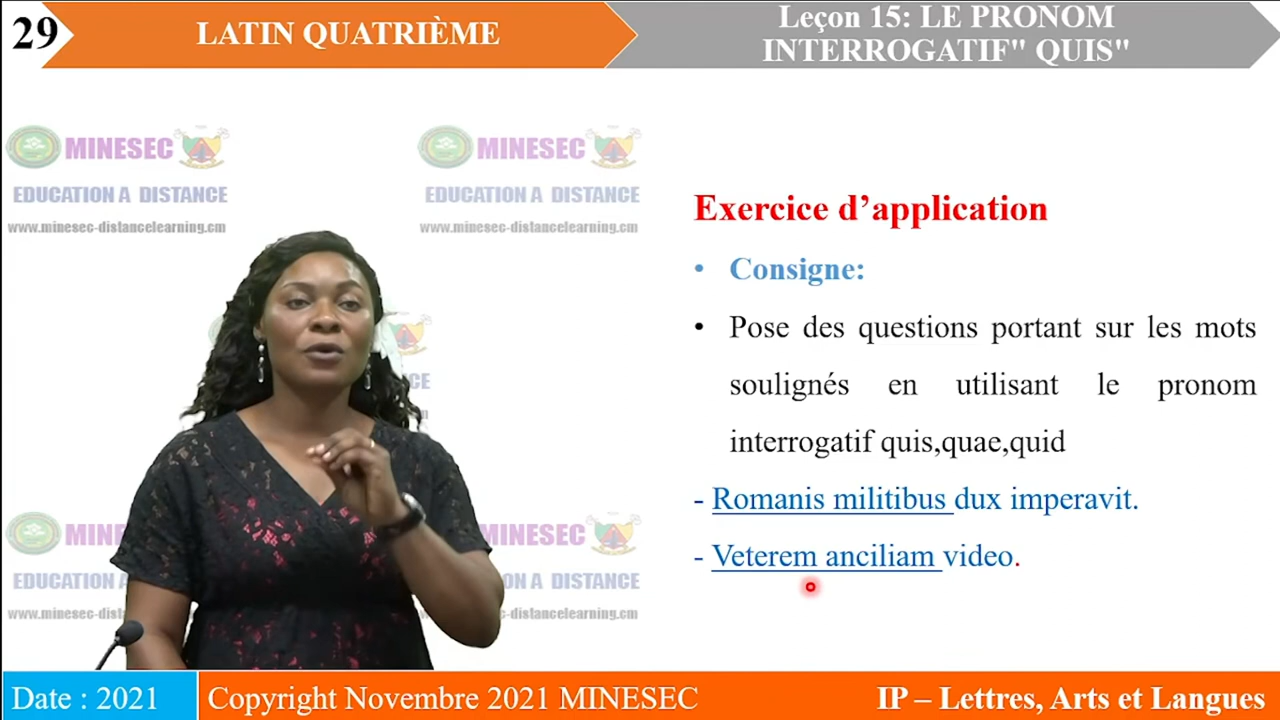 29
LATIN QUATRIÈME
Leçon 15: LE PRONOM
INTERROGATIF" QUIS"
MINESEC
EDUCATION A DISTANCE
www.minesec-distancelearning.cm
MINESEC
EDUCATION A DISTANCE
www.minesec-distancelearning.cm
Exercice d’application
• Consigne:
• Pose des questions portant sur les mots
soulignés en utilisant le pronom
interrogatif quis,quae,quid
- Romanis militibus dux imperavit.
- Veterem anciliam video.
Date : 2021
Copyright Novembre 2021 MINESEC
IP – Lettres, Arts et Langues